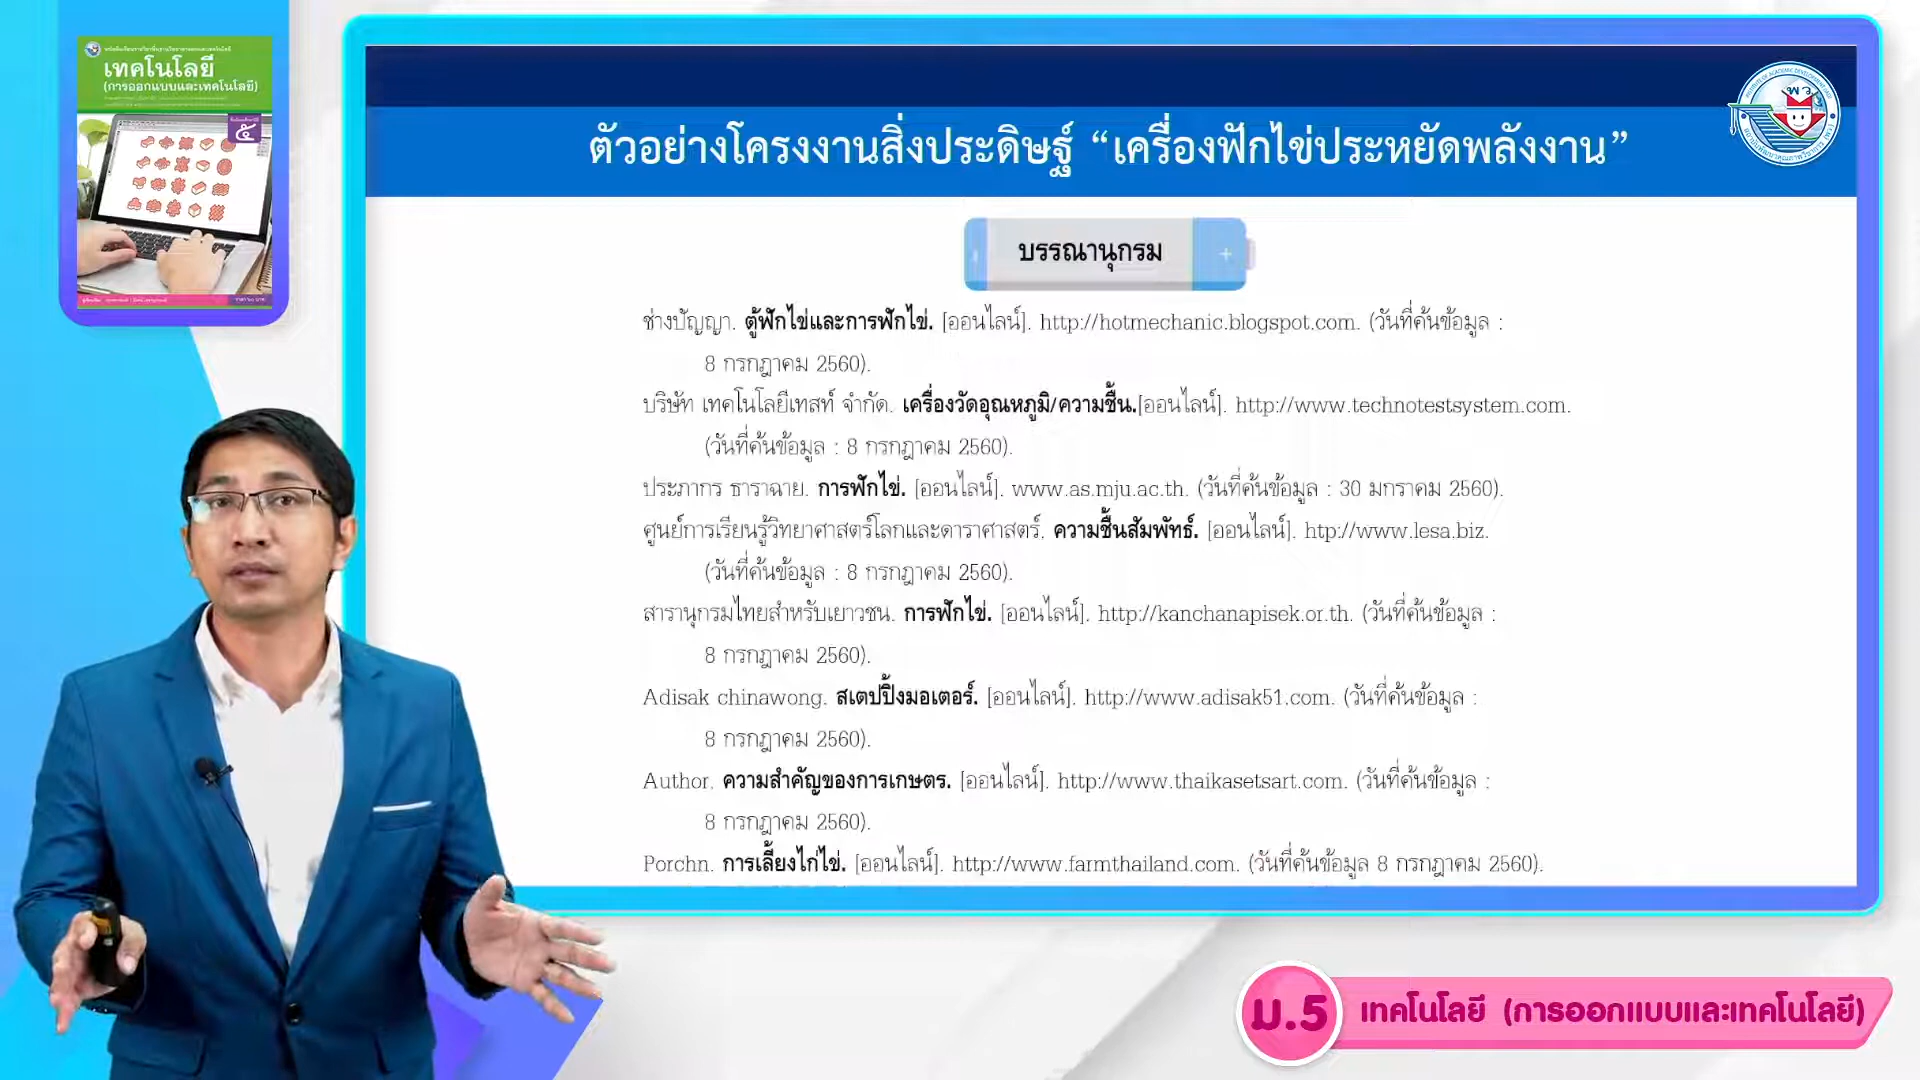 เทคโนโลยี
(การออกแบบและเทคโนโลยี)
๕
ตัวอย่างโครงงานสิ่งประดิษฐ์ “เครื่องฟักไข่ประหยัดพลังงาน”
พว
บรรณานุกรม
ช่างปัญญา. ตู้ฟักไข่และการฟักไข่. [ออนไลน์]. http://hotmechanic.blogspot.com. (วันที่ค้นข้อมูล :
8 กรกฎาคม 2560).
บริษัท เทคโนโลยีเทสท์ จำกัด. เครื่องวัดอุณหภูมิ/ความชื้น.[ออนไลน์]. http://www.technotestsystem.com.
(วันที่ค้นข้อมูล : 8 กรกฎาคม 2560).
ประภากร ธาราฉาย. การฟักไข่. [ออนไลน์]. www.as.mju.ac.th. (วันที่ค้นข้อมูล : 30 มกราคม 2560).
ศูนย์การเรียนรู้วิทยาศาสตร์โลกและดาราศาสตร์. ความชื้นสัมพัทธ์. [ออนไลน์]. htp://www.lesa.biz.
(วันที่ค้นข้อมูล : 8 กรกฎาคม 2560).
สารานุกรมไทยสำหรับเยาวชน. การฟักไข่. [ออนไลน์]. http://kanchanapisek.or.th. (วันที่ค้นข้อมูล :
8 กรกฎาคม 2560).
Adisak chinawong. สเตปปิ้งมอเตอร์. [ออนไลน์]. http://www.adisak51.com. (วันที่ค้นข้อมูล :
8 กรกฎาคม 2560).
Author. ความสำคัญของการเกษตร. [ออนไลน์]. http://www.thaikasetsart.com. (วันที่ค้นข้อมูล :
8 กรกฎาคม 2560).
Porchn. การเลี้ยงไก่ไข่. [ออนไลน์]. http://www.farmthailand.com. (วันที่ค้นข้อมูล 8 กรกฎาคม 2560).
ม.5 เทคโนโลยี (การออกแบบและเทคโนโลยี)